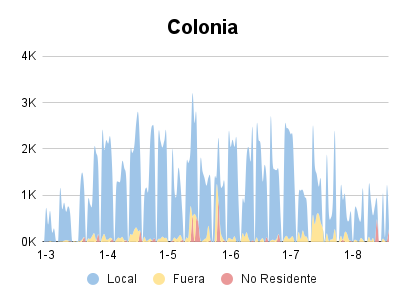 Colonia
4K
3K
2K
1K
0K
1-3 1-4 1-5 1-6 1-7 1-8
Local Fuera No Residente